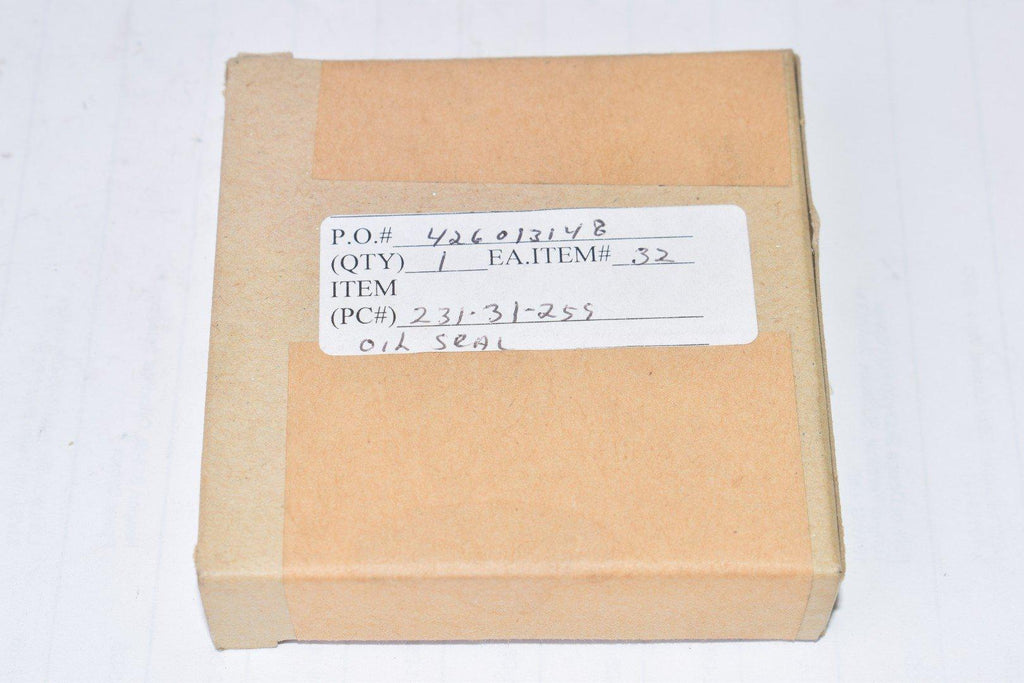 P.O.# 426013148
(QTY) 1 EA.ITEM# 32
ITEM
(PC#) 231-31-259
OIL SEAL